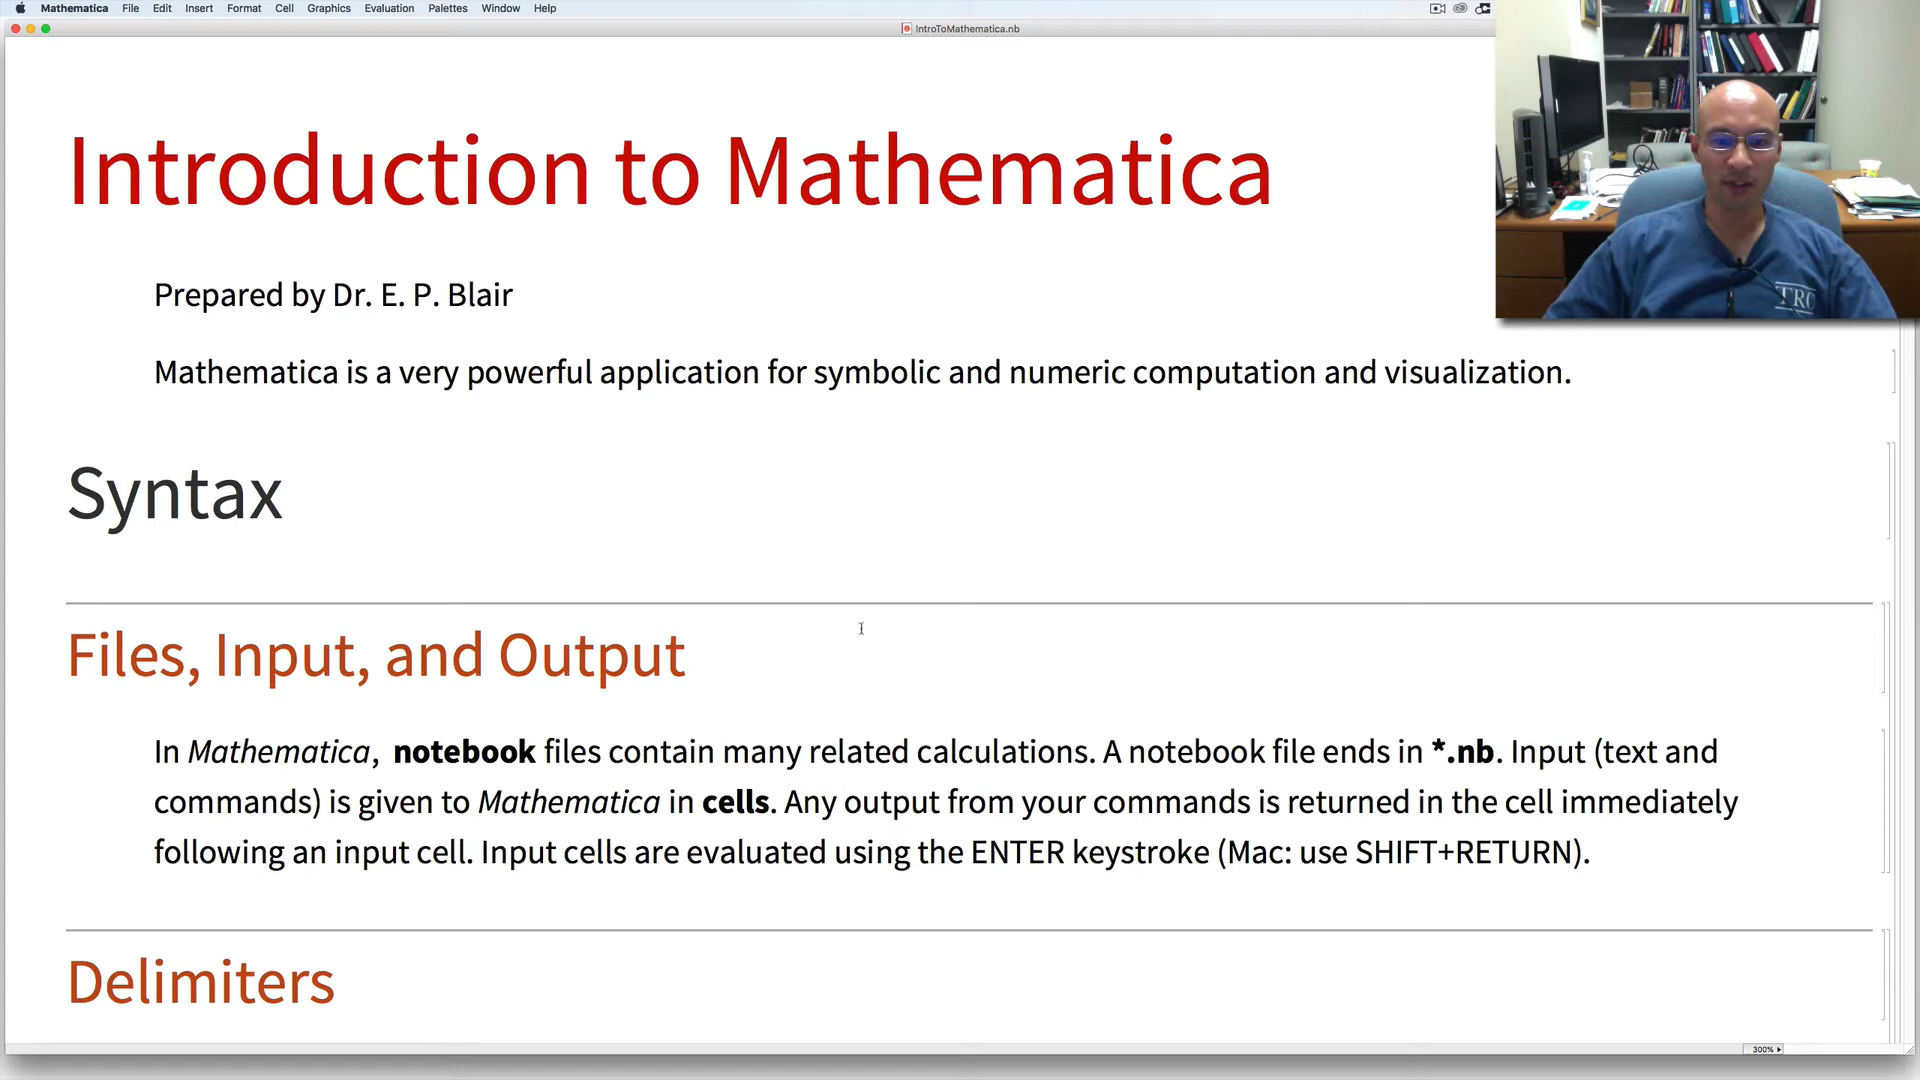 Mathematica File Edit Insert Format Cell Graphics Evaluation Palettes Window Help
IntroToMathematica.nb
Introduction to Mathematica
Prepared by Dr. E. P. Blair
TRC
Mathematica is a very powerful application for symbolic and numeric computation and visualization.
Syntax
Files, Input, and Output
In Mathematica, notebook files contain many related calculations. A notebook file ends in *.nb. Input (text and
commands) is given to Mathematica in cells. Any output from your commands is returned in the cell immediately
following an input cell. Input cells are evaluated using the ENTER keystroke (Mac: use SHIFT+RETURN).
Delimiters
300%